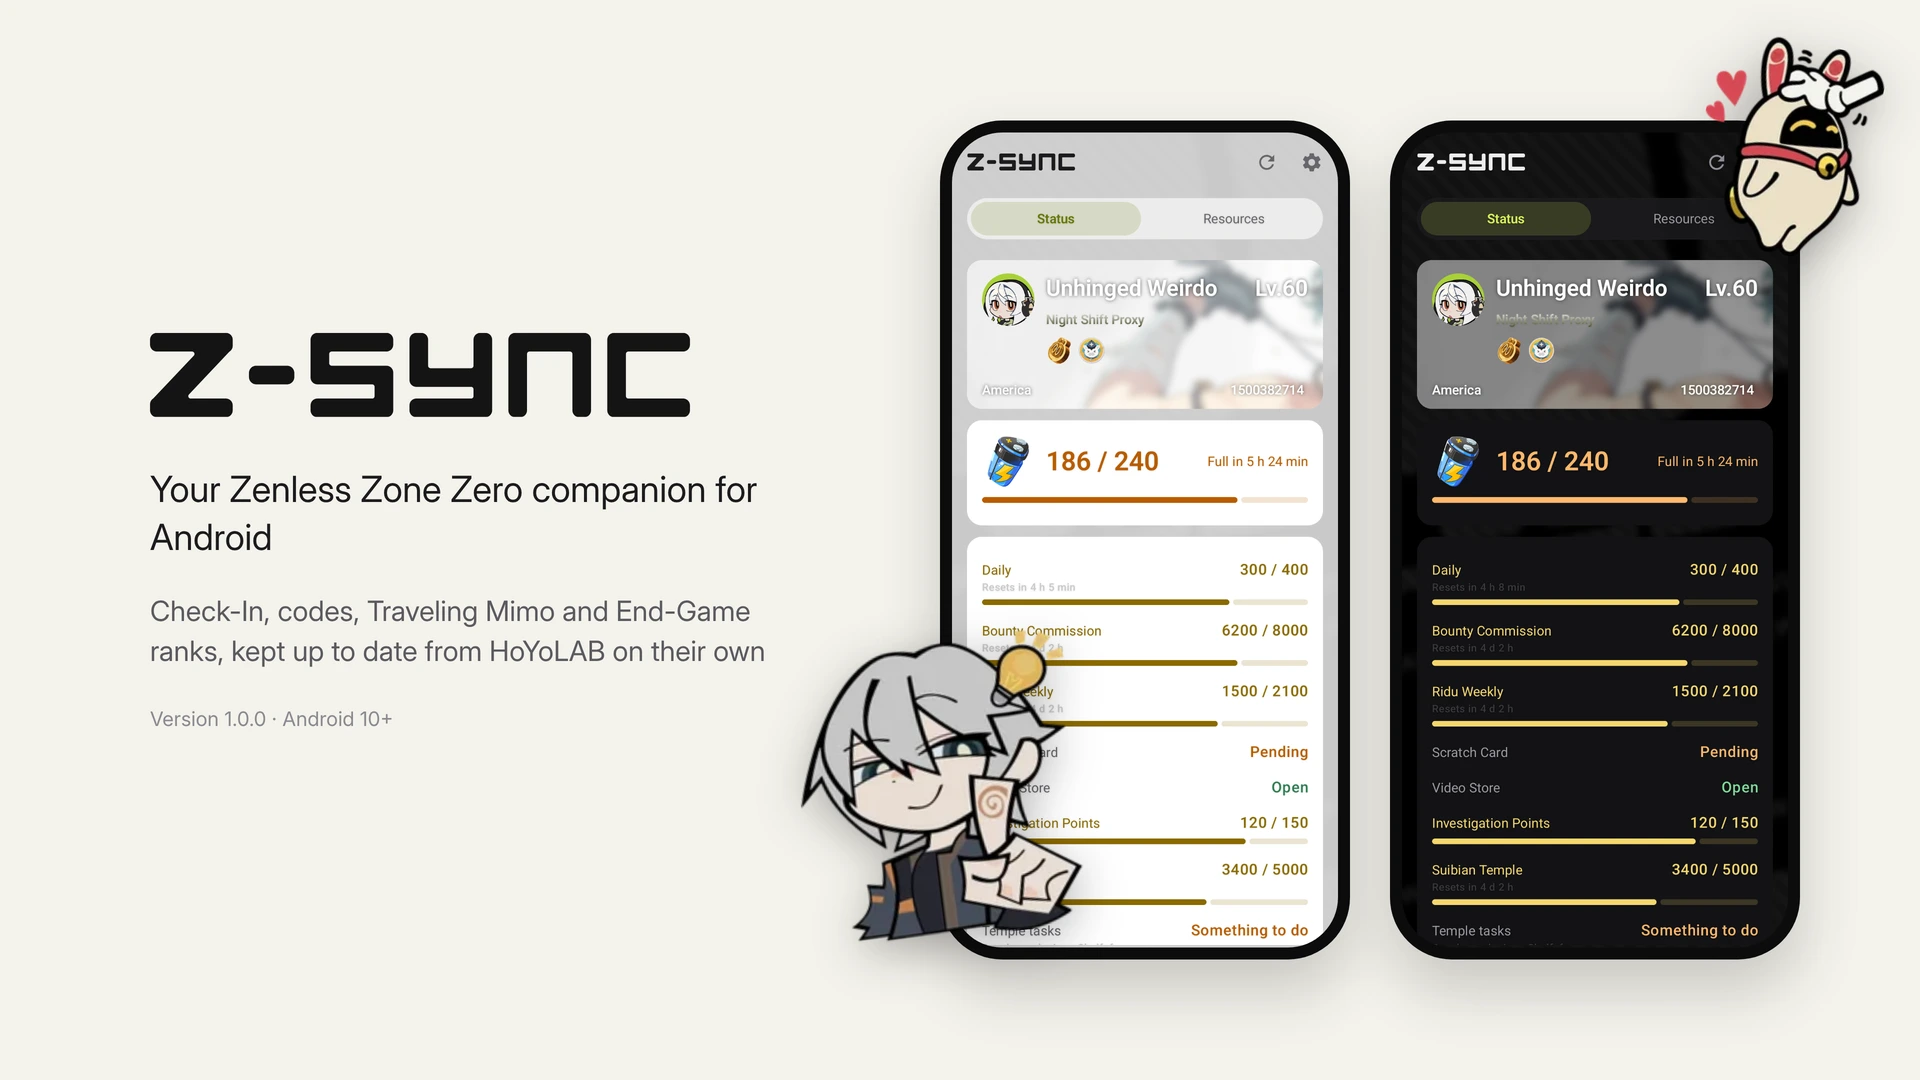 Z-SYNC
Your Zenless Zone Zero companion for
Android
Check-In, codes, Traveling Mimo and End-Game
ranks, kept up to date from HoYoLAB on their own
Version 1.0.0 · Android 10+
Z-SYNC
Status Resources
Unhinged Weirdo Lv.60
Night Shift Proxy
America 1500382714
186 / 240 Full in 5 h 24 min
Daily 300 / 400
Resets in 4 h 5 min
Bounty Commission 6200 / 8000
2 h
1500 / 2100
2 h
Pending
Store Open
Points 120 / 150
3400 / 5000
Temple tasks Something to do
Z-SYNC
Status Resources
Unhinged Weirdo Lv.60
Night Shift Proxy
America 1500382714
186 / 240 Full in 5 h 24 min
Daily 300 / 400
Resets in 4 h 8 min
Bounty Commission 6200 / 8000
Resets in 4 d 2 h
Ridu Weekly 1500 / 2100
Resets in 4 d 2 h
Scratch Card Pending
Video Store Open
Investigation Points 120 / 150
Suibian Temple 3400 / 5000
Resets in 4 d 2 h
Temple tasks Something to do